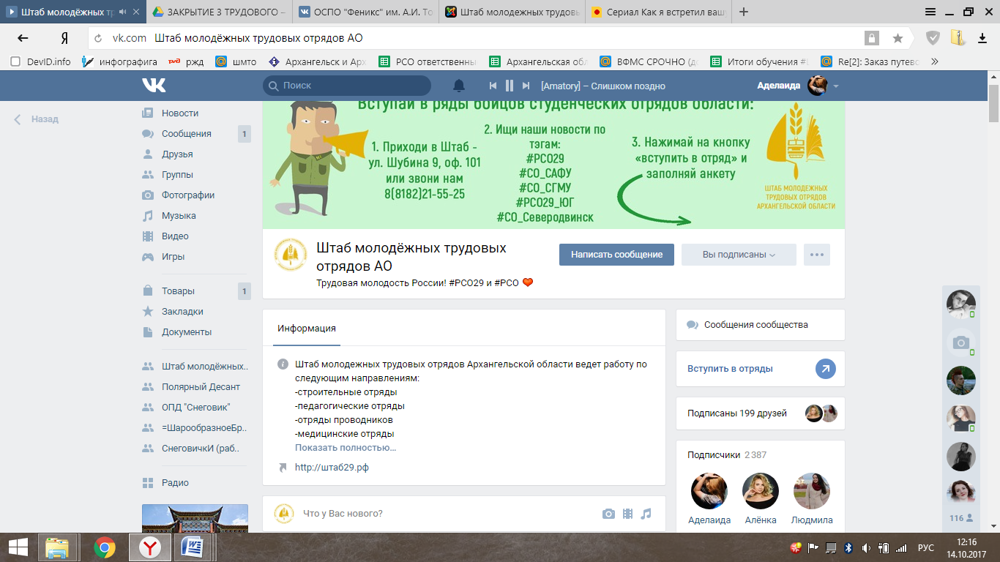 Штаб молодёжных тр
ЗАКРЫТИЕ 3 ТРУДОВОГО –
ОСПО "Феникс" им. А.И. То
Штаб молодежных трудовы
Сериал Как я встретил вашу
vk.com Штаб молодёжных трудовых отрядов АО
DevID.info
инфографига
ржд
шмто
Архангельск и Арх
РСО ответственны
Архангельская обл
ВФМС СРОЧНО (до
Итоги обучения #Ц
Re[2]: Заказ путевс
Поиск
[Amatory] – Слишком поздно
Аделаида
Назад
Новости
Сообщения 1
Друзья
Группы
Фотографии
Музыка
Видео
Игры
Товары 1
Закладки
Документы
Штаб молодёжных..
Полярный Десант
ОПД "Снеговик"
=ШарообразноеБр..
СнеговичкИ (раб..
Радио
Вступай в ряды бойцов студенческих отрядов области:
1. Приходи в Штаб -
ул. Шубина 9, оф. 101
или звони нам
8(8182)21-55-25
2. Ищи наши новости по
тэгам:
#РСО29
#СО_САФУ
#СО_СГМУ
#РСО29_ЮГ
#СО_Северодвинск
3. Нажимай на кнопку
«вступить в отряд» и
заполняй анкету
ШТАБ МОЛОДЕЖНЫХ
ТРУДОВЫХ ОТРЯДОВ
АРХАНГЕЛЬСКОЙ ОБЛАСТИ
Штаб молодёжных трудовых
отрядов АО
Трудовая молодость России! #РСО29 и #РСО
Написать сообщение
Вы подписаны
Информация
Штаб молодежных трудовых отрядов Архангельской области ведет работу по
следующим направлениям:
-строительные отряды
-педагогические отряды
-отряды проводников
-медицинские отряды
Показать полностью…
http://штаб29.рф
Что у Вас нового?
Сообщения сообщества
Вступить в отряды
Подписаны 199 друзей
Подписчики 2 387
Аделаида
Алёнка
Людмила
116
РУС
12:16
14.10.2017